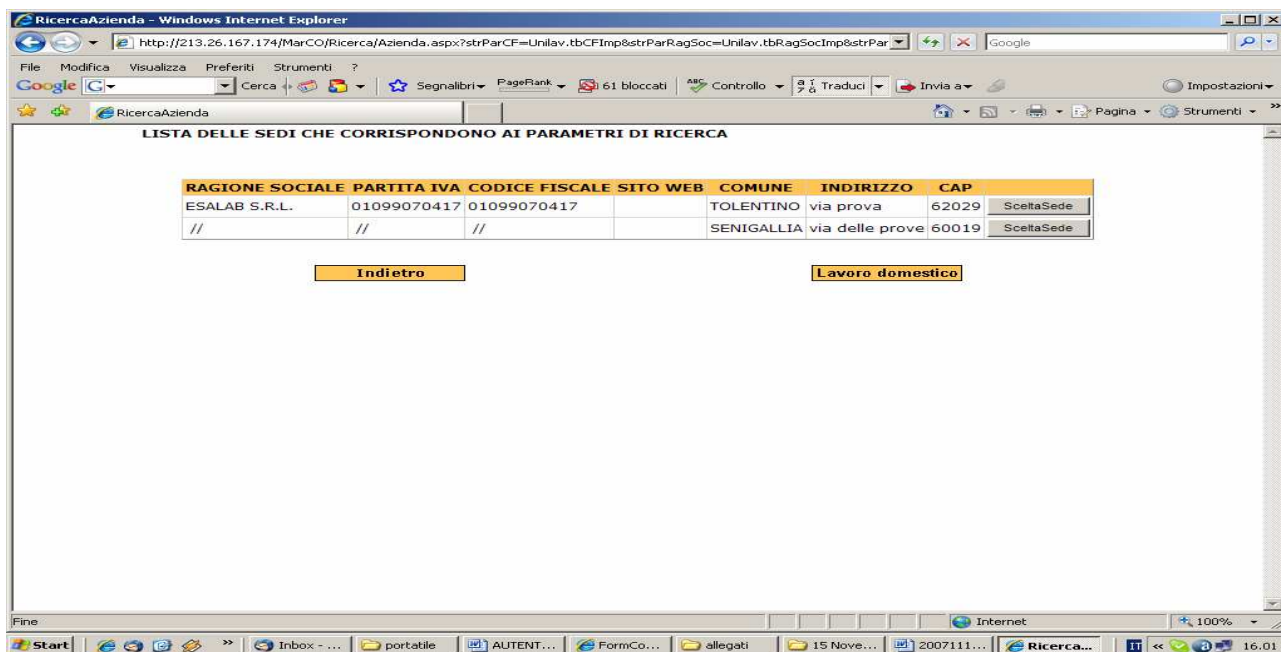 RicercaAzienda - Windows Internet Explorer
http://213.26.167.174/MarCO/Ricerca/Azienda.aspx?strParCF=Unilav.tbCFImp&strParRagSoc=Unilav.tbRagSocImp&strPar Google
File Modifica Visualizza Preferiti Strumenti ?
Google G Cerca Segnalibri PageRank 61 bloccati Controllo Traduci Invia a Impostazioni
RicercaAzienda Pagina Strumenti »
LISTA DELLE SEDI CHE CORRISPONDONO AI PARAMETRI DI RICERCA
RAGIONE SOCIALE PARTITA IVA CODICE FISCALE SITO WEB COMUNE INDIRIZZO CAP
ESALAB S.R.L. 01099070417 01099070417 TOLENTINO via prova 62029 SceltaSede
// // // SENIGALLIA via delle prove 60019 SceltaSede
Indietro Lavoro domestico
Fine Internet 100%
Start » Inbox - ... portatile AUTENT... FormCo... allegati 15 Nove... 2007111... Ricerca... IT « 16.01